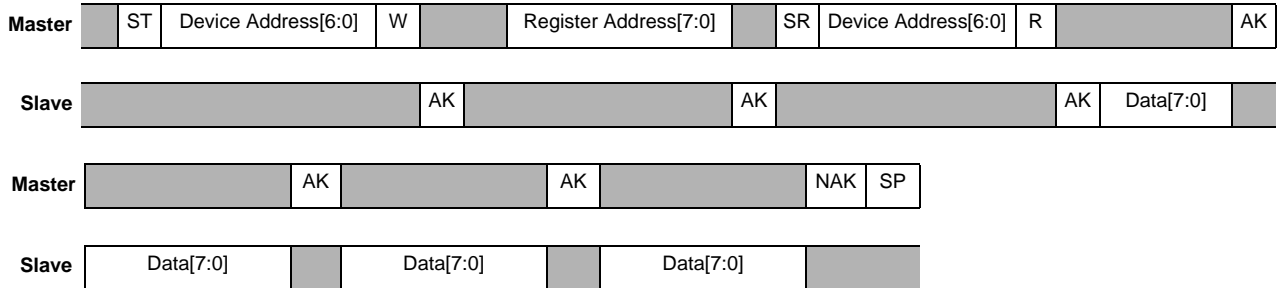 Master ST Device Address[6:0] W Register Address[7:0] SR Device Address[6:0] R AK
Slave AK AK AK Data[7:0]
Master AK AK NAK SP
Slave Data[7:0] Data[7:0] Data[7:0]